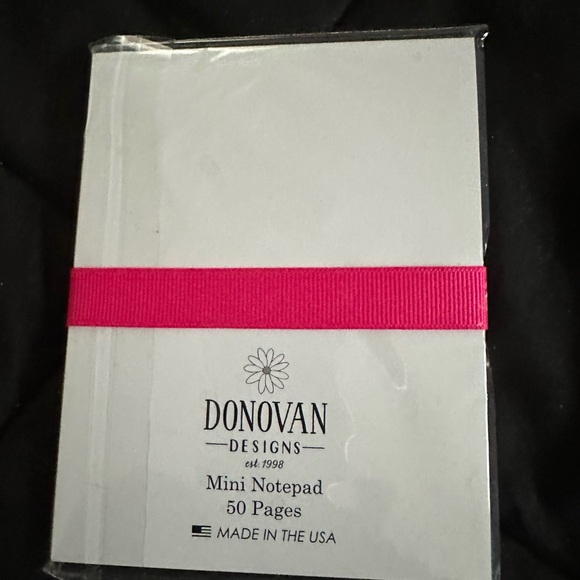 DONOVAN
DESIGNS
est. 1998
Mini Notepad
50 Pages
MADE IN THE USA